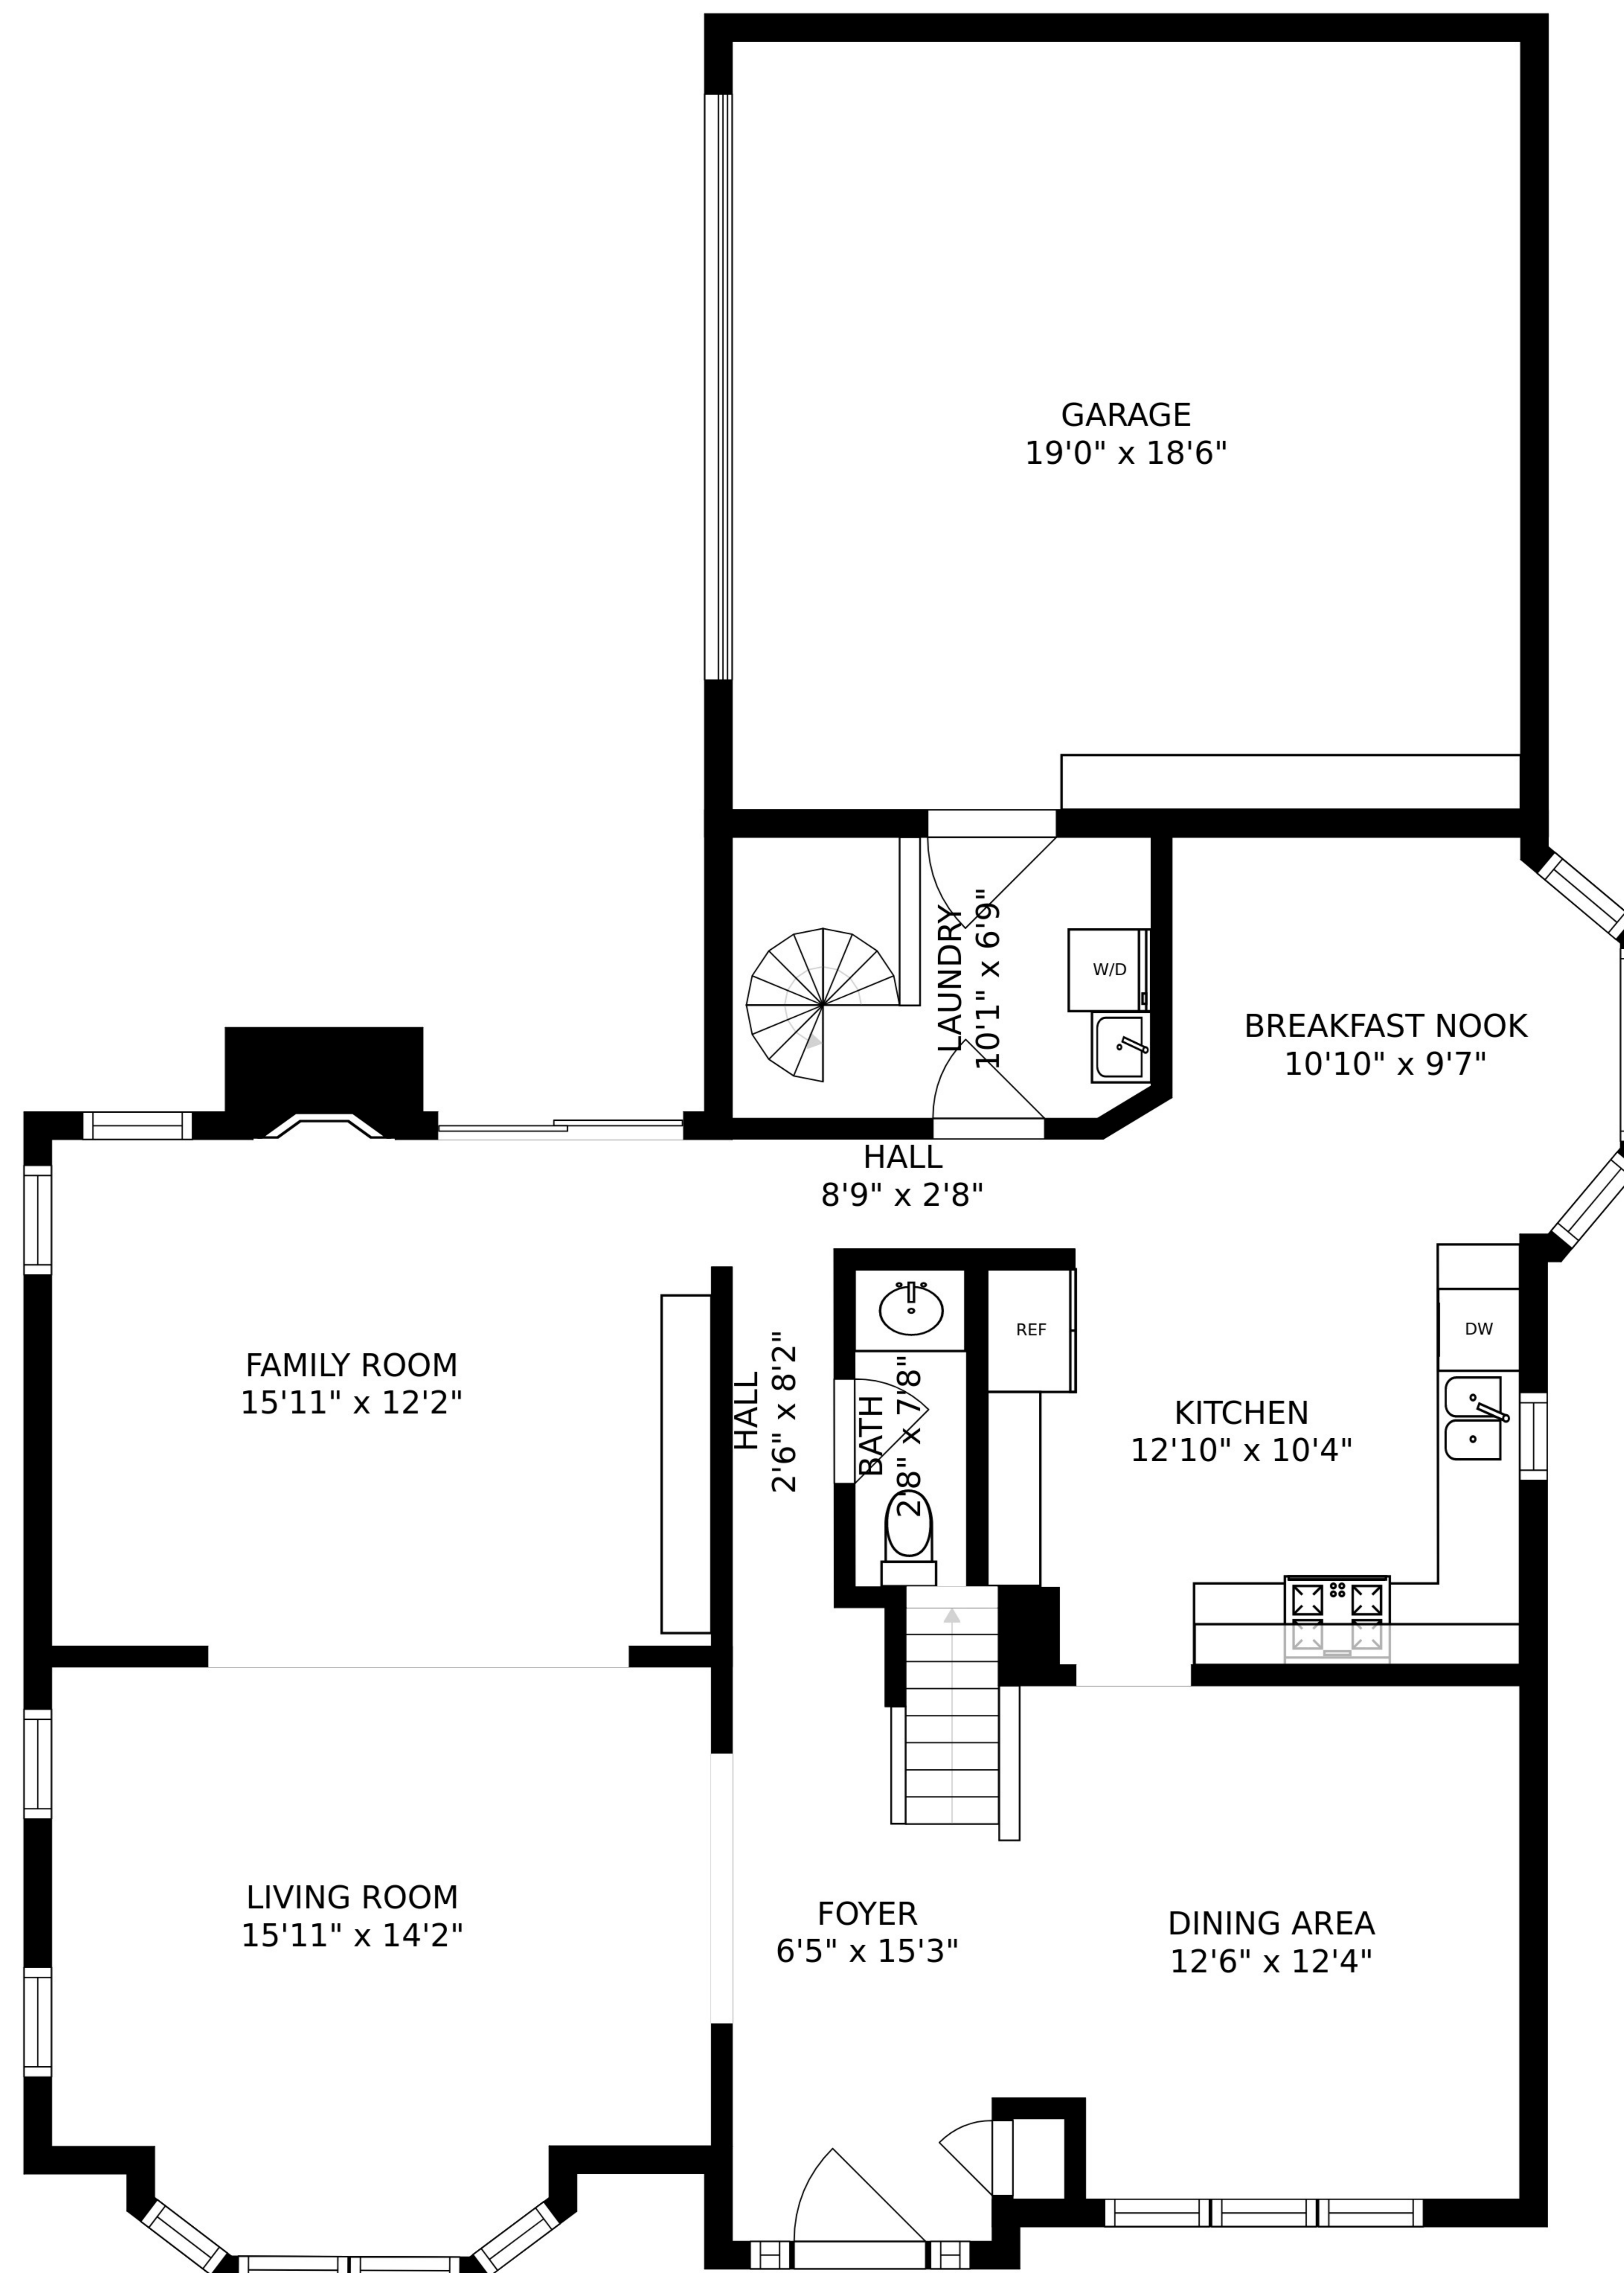 GARAGE
19'0" x 18'6"
LAUNDRY
10'1" x 6'9"
W/D
BREAKFAST NOOK
10'10" x 9'7"
HALL
8'9" x 2'8"
FAMILY ROOM
15'11" x 12'2"
HALL
2'6" x 8'2"
BATH
2'8" x 7'8"
REF
DW
KITCHEN
12'10" x 10'4"
LIVING ROOM
15'11" x 14'2"
FOYER
6'5" x 15'3"
DINING AREA
12'6" x 12'4"